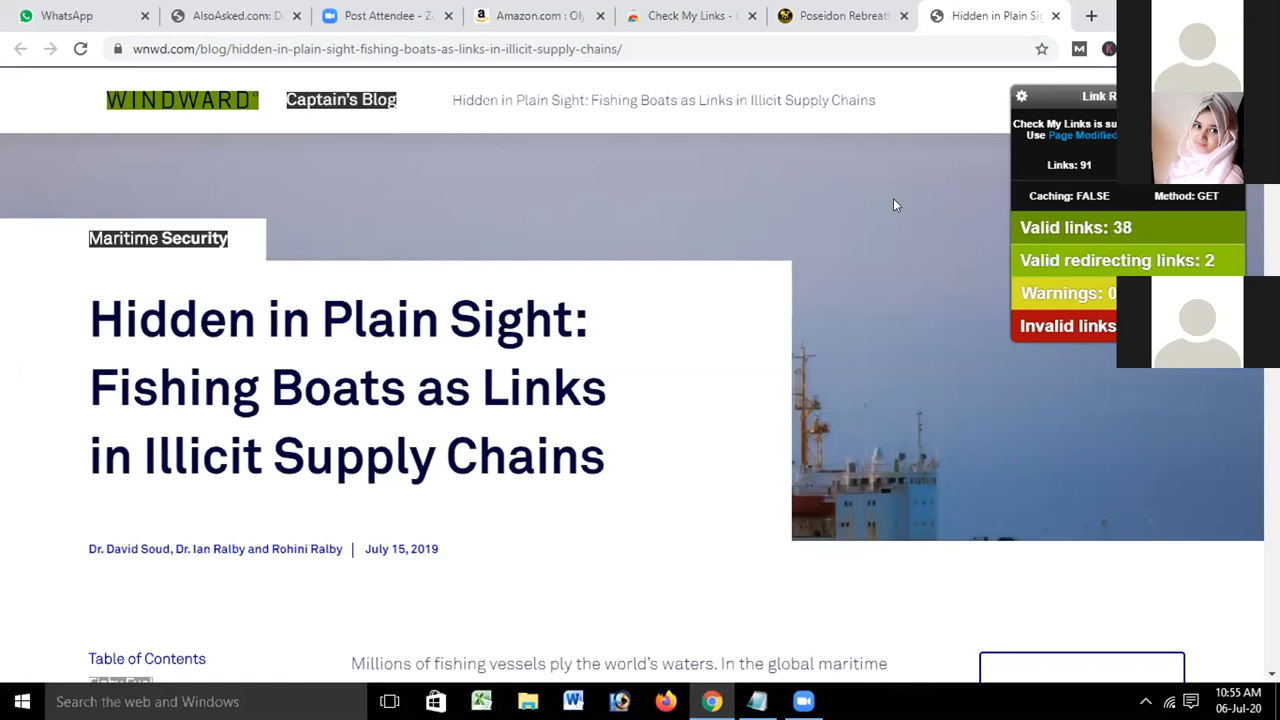 WhatsApp
AlsoAsked.com: D
Post Attendee - Z
Amazon.com : Oly
Check My Links - C
Poseidon Rebreath
Hidden in Plain Sig
wnwd.com/blog/hidden-in-plain-sight-fishing-boats-as-links-in-illicit-supply-chains/
WINDWARD
Captain's Blog
Hidden in Plain Sight: Fishing Boats as Links in Illicit Supply Chains
Link R
Check My Links is su
Use Page Modified
Links: 91
Caching: FALSE
Method: GET
Valid links: 38
Valid redirecting links: 2
Warnings: 0
Invalid links
Maritime Security
Hidden in Plain Sight:
Fishing Boats as Links
in Illicit Supply Chains
Dr. David Soud, Dr. Ian Ralby and Rohini Ralby | July 15, 2019
Table of Contents
Millions of fishing vessels ply the world's waters. In the global maritime
Search the web and Windows
10:55 AM
06-Jul-20